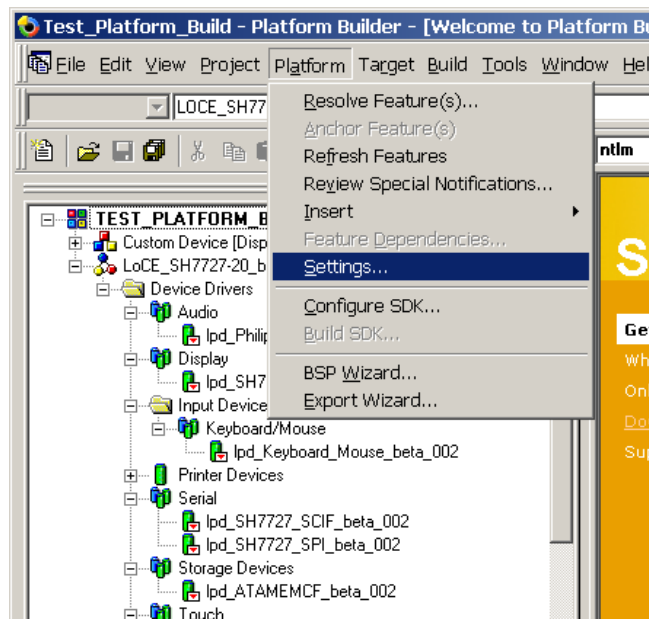 Test_Platform_Build - Platform Builder - [Welcome to Platform Bu
File Edit View Project Platform Target Build Tools Window Hel
LOCE_SH77
Resolve Feature(s)...
Anchor Feature(s)
Refresh Features
Review Special Notifications...
Insert
Feature Dependencies...
Settings...
Configure SDK...
Build SDK...
BSP Wizard...
Export Wizard...
ntlm
TEST_PLATFORM_B
Custom Device [Disp
LoCE_SH7727-20_b
Device Drivers
Audio
lpd_Philip
Display
lpd_SH7
Input Device
Keyboard/Mouse
lpd_Keyboard_Mouse_beta_002
Printer Devices
Serial
lpd_SH7727_SCIF_beta_002
lpd_SH7727_SPI_beta_002
Storage Devices
lpd_ATAMEMCF_beta_002
Touch
S
Get
Wh
Onl
Do
Sup